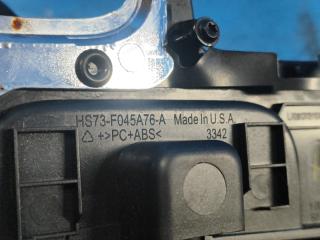 HS73-F045A76-A Made In U.S.A.
+>PC+ABS< 3342